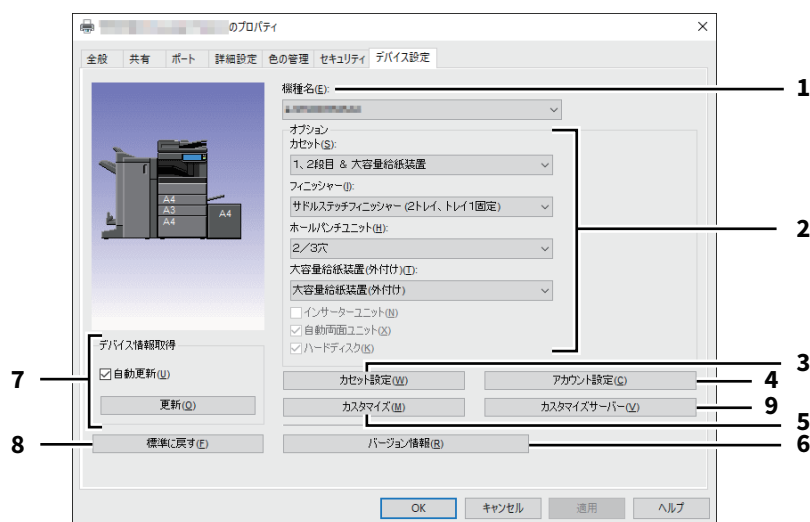 のプロパティ
全般 共有 ポート 詳細設定 色の管理 セキュリティ デバイス設定
機種名(E):
1
オプション
カセット(S):
1、2段目 & 大容量給紙装置
フィニッシャー(I):
サドルステッチフィニッシャー (2トレイ、トレイ1固定)
ホールパンチユニット(H):
2/3穴
大容量給紙装置(外付け)(T):
大容量給紙装置(外付け)
インサーターユニット(N)
自動両面ユニット(X)
ハードディスク(K)
2
A4
A3
A4
A4
デバイス情報取得
自動更新(U)
更新(O)
7
カセット設定(W)
3
アカウント設定(C)
4
カスタマイズ(M)
5
カスタマイズサーバー(V)
9
標準に戻す(F)
8
バージョン情報(R)
6
OK キャンセル 適用 ヘルプ